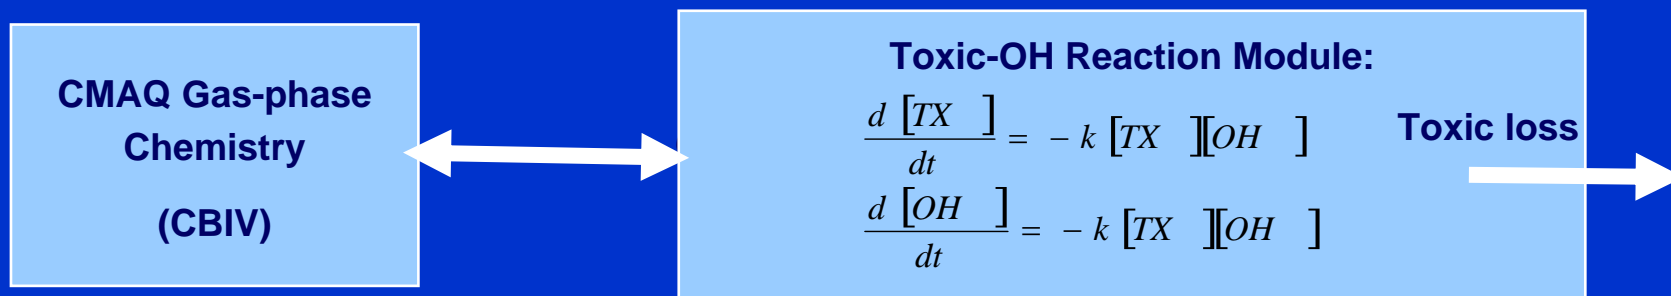 CMAQ Gas-phase
Chemistry
(CBIV)
Toxic-OH Reaction Module:
d [TX ]
dt
= - k [TX ][OH ]
d [OH ]
dt
= - k [TX ][OH ]
Toxic loss